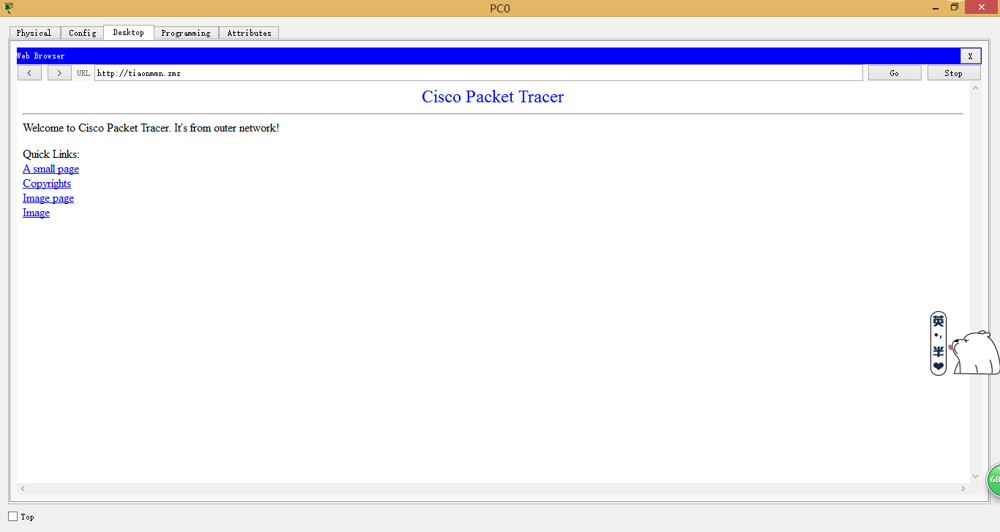 PC0
Physical Config Desktop Programming Attributes
Web Browser X
< > URL http://tiaonmmn.zmz Go Stop
Cisco Packet Tracer
Welcome to Cisco Packet Tracer. It's from outer network!
Quick Links:
A small page
Copyrights
Image page
Image
英
•,
半
68
Top